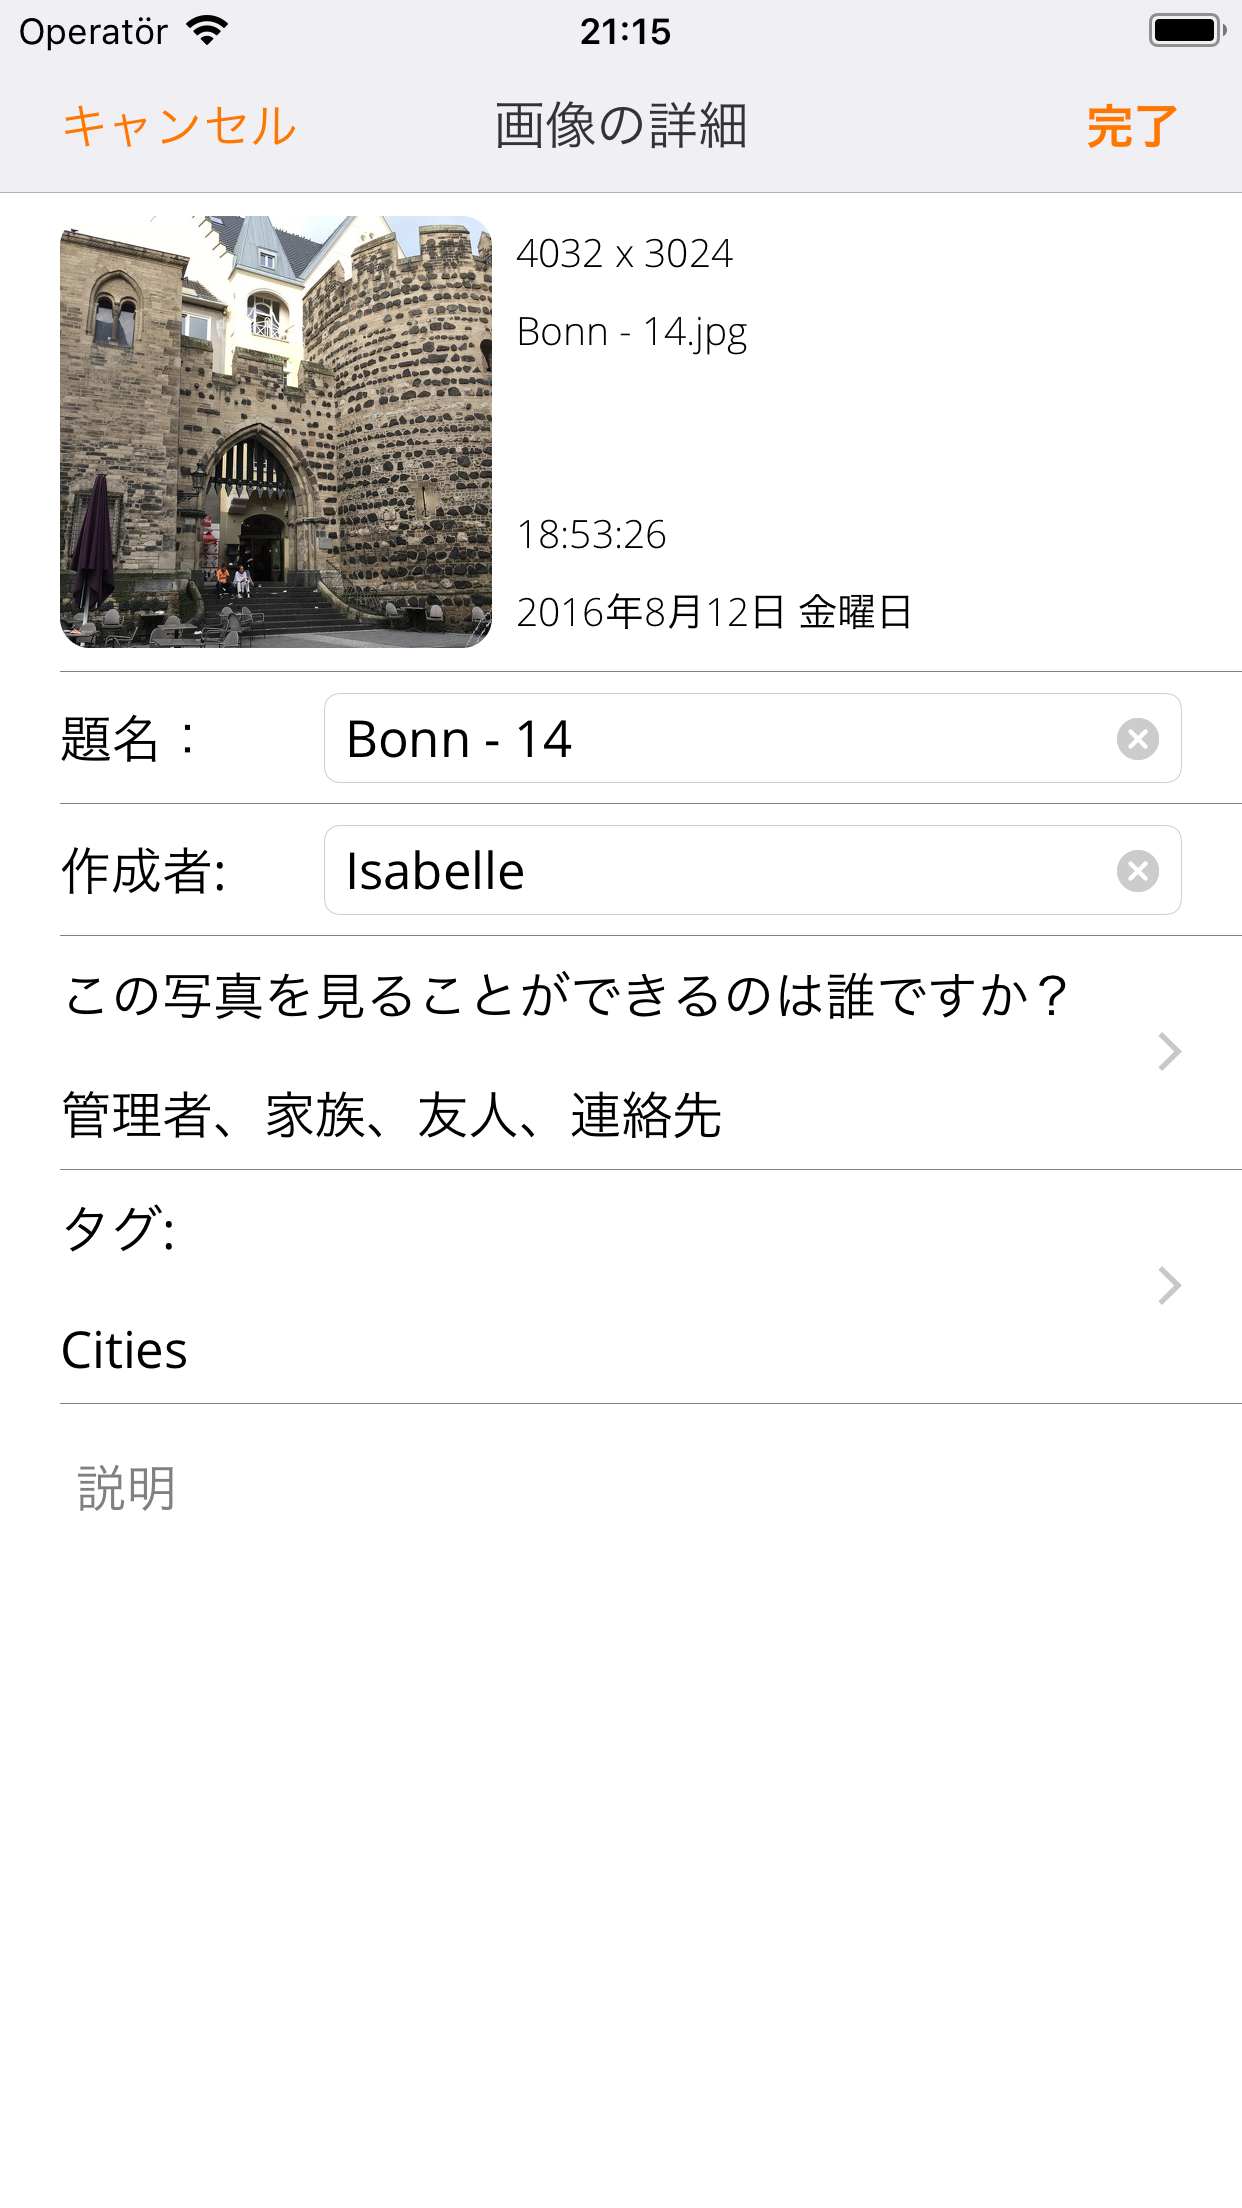 Operatör
21:15
キャンセル
画像の詳細
完了
4032 x 3024
Bonn - 14.jpg
18:53:26
2016年8月12日 金曜日
題名：
Bonn - 14
作成者:
Isabelle
この写真を見ることができるのは誰ですか？
管理者、家族、友人、連絡先
タグ:
Cities
説明